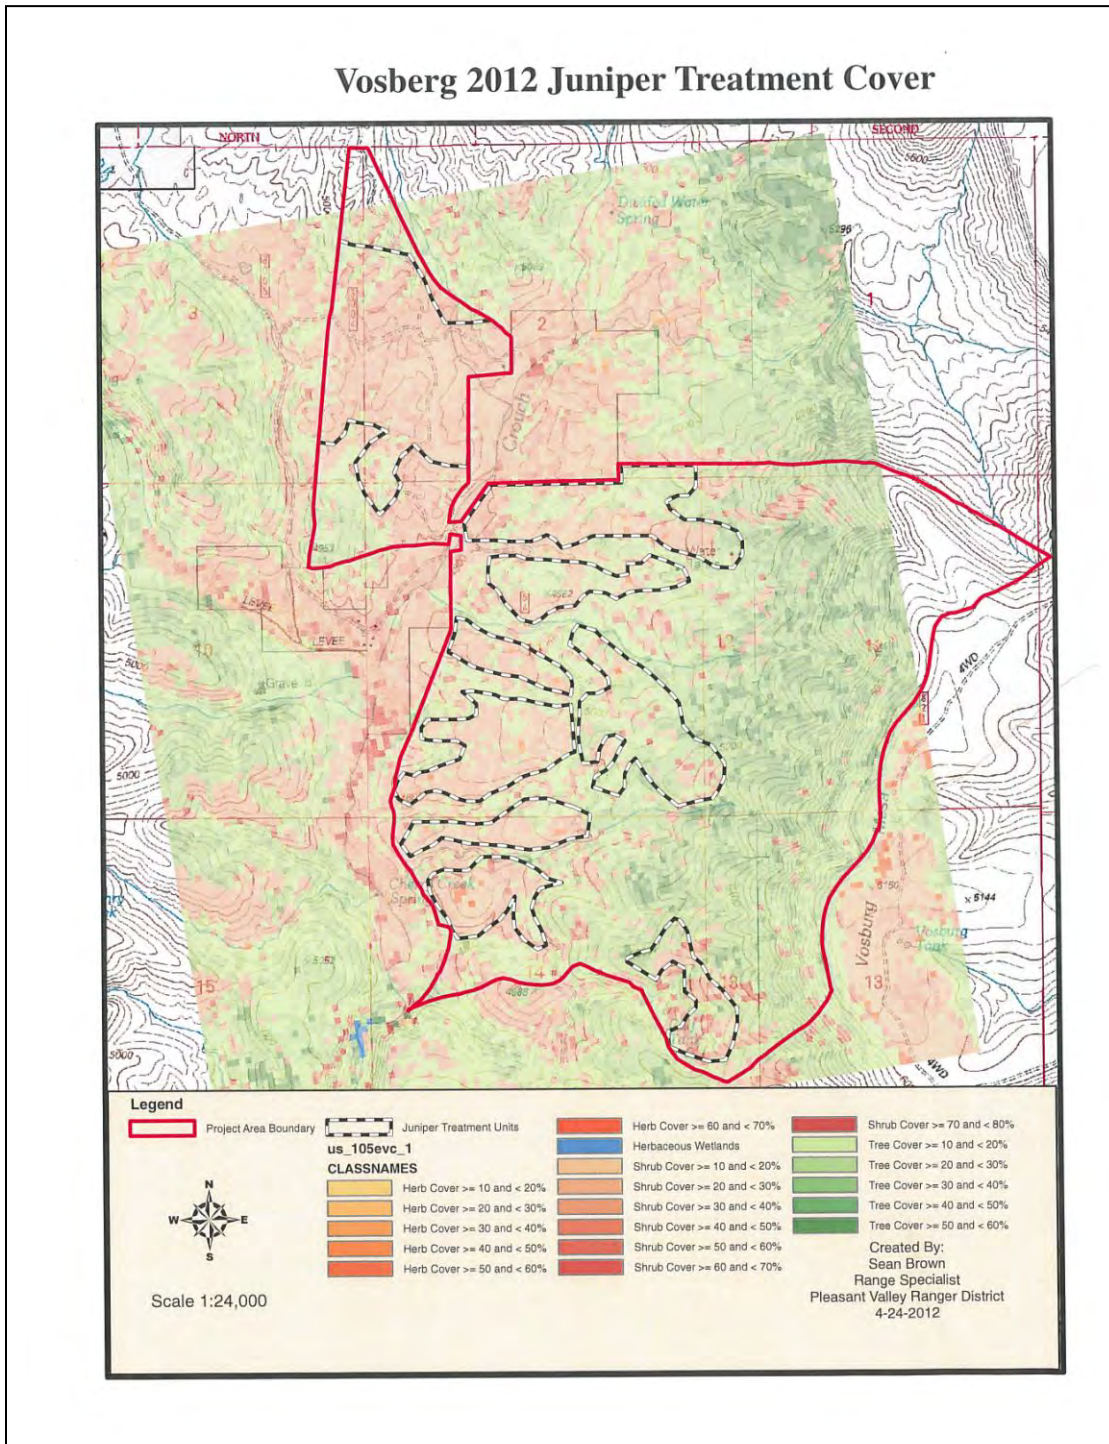 Vosberg 2012 Juniper Treatment Cover
NORTH
SECOND
5600
Divided Water
Spring
5296
3
2
1
Crouch
4953
LEVEE
LEVEE
10
Grave
12
4WD
5000
5000
Vosburg
x 5144
Vosburg
Tank
15
14
13
13
4WD
Legend
Project Area Boundary
Juniper Treatment Units
us_105evc_1
CLASSNAMES
Herb Cover >= 10 and < 20%
Herb Cover >= 20 and < 30%
Herb Cover >= 30 and < 40%
Herb Cover >= 40 and < 50%
Herb Cover >= 50 and < 60%
Herb Cover >= 60 and < 70%
Herbaceous Wetlands
Shrub Cover >= 10 and < 20%
Shrub Cover >= 20 and < 30%
Shrub Cover >= 30 and < 40%
Shrub Cover >= 40 and < 50%
Shrub Cover >= 50 and < 60%
Shrub Cover >= 60 and < 70%
Shrub Cover >= 70 and < 80%
Tree Cover >= 10 and < 20%
Tree Cover >= 20 and < 30%
Tree Cover >= 30 and < 40%
Tree Cover >= 40 and < 50%
Tree Cover >= 50 and < 60%
N
W
E
S
Scale 1:24,000
Created By:
Sean Brown
Range Specialist
Pleasant Valley Ranger District
4-24-2012